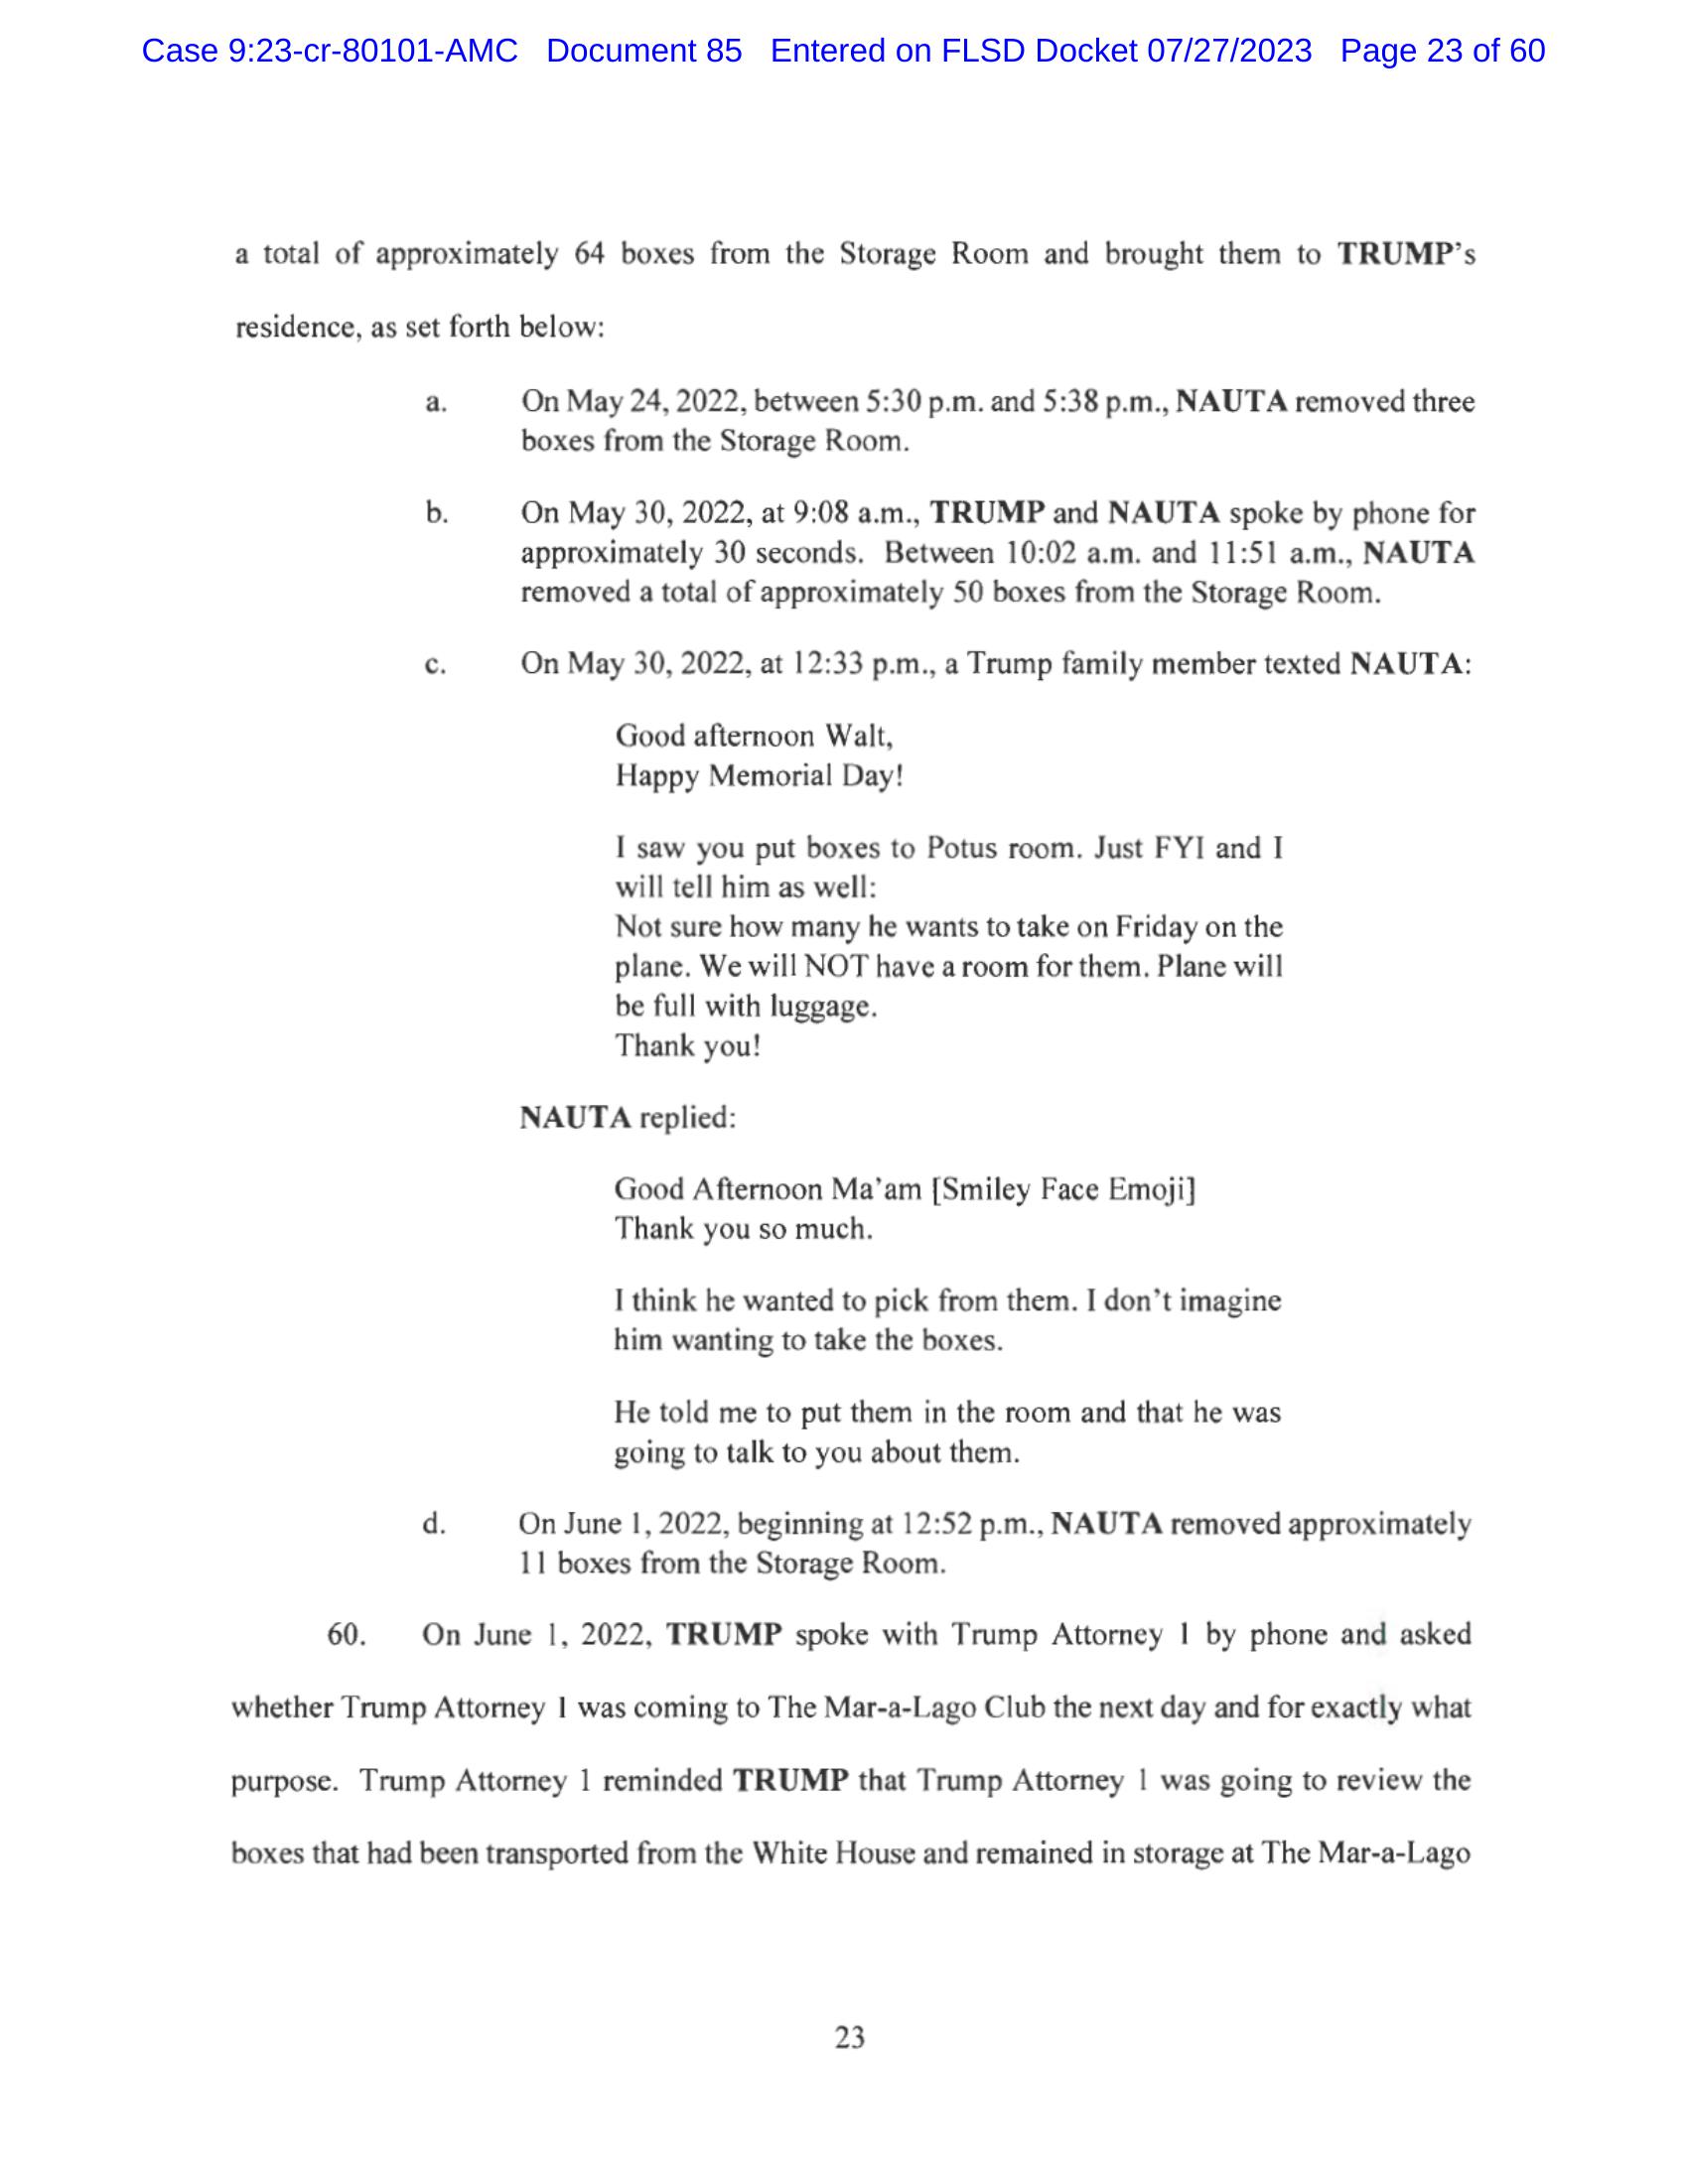 Case 9:23-cr-80101-AMC Document 85 Entered on FLSD Docket 07/27/2023 Page 23 of 60
a total of approximately 64 boxes from the Storage Room and brought them to TRUMP's
residence, as set forth below:
a. On May 24, 2022, between 5:30 p.m. and 5:38 p.m., NAUTA removed three
boxes from the Storage Room.
b. On May 30, 2022, at 9:08 a.m., TRUMP and NAUTA spoke by phone for
approximately 30 seconds. Between 10:02 a.m. and 11:51 a.m., NAUTA
removed a total of approximately 50 boxes from the Storage Room.
c. On May 30, 2022, at 12:33 p.m., a Trump family member texted NAUTA:
Good afternoon Walt,
Happy Memorial Day!
I saw you put boxes to Potus room. Just FYI and I
will tell him as well:
Not sure how many he wants to take on Friday on the
plane. We will NOT have a room for them. Plane will
be full with luggage.
Thank you!
NAUTA replied:
Good Afternoon Ma'am [Smiley Face Emoji]
Thank you so much.
I think he wanted to pick from them. I don't imagine
him wanting to take the boxes.
He told me to put them in the room and that he was
going to talk to you about them.
d. On June 1, 2022, beginning at 12:52 p.m., NAUTA removed approximately
11 boxes from the Storage Room.
60. On June 1, 2022, TRUMP spoke with Trump Attorney 1 by phone and asked
whether Trump Attorney 1 was coming to The Mar-a-Lago Club the next day and for exactly what
purpose. Trump Attorney 1 reminded TRUMP that Trump Attorney 1 was going to review the
boxes that had been transported from the White House and remained in storage at The Mar-a-Lago
23